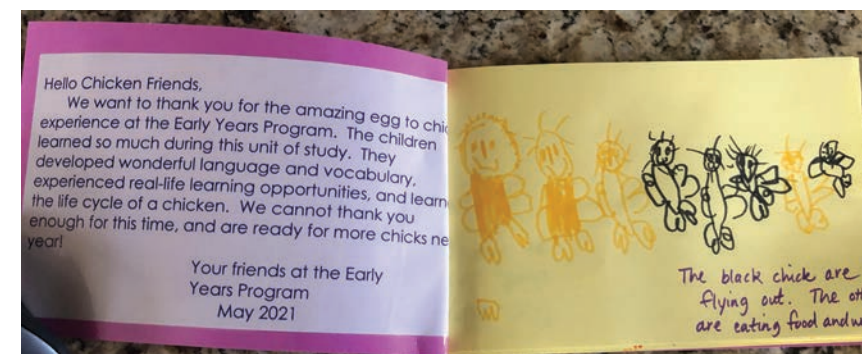 Hello Chicken Friends,
We want to thank you for the amazing egg to
experience at the Early Years Program. The children
learned so much during this unit of study. They
developed wonderful language and vocabulary,
experienced real-life learning opportunities, and
the life cycle of a chicken. We cannot thank you
enough for this time, and are ready for more chicks
year!
Your friends at the Early
Years Program
May 2021
The black chick are
flying out. The
are eating food and